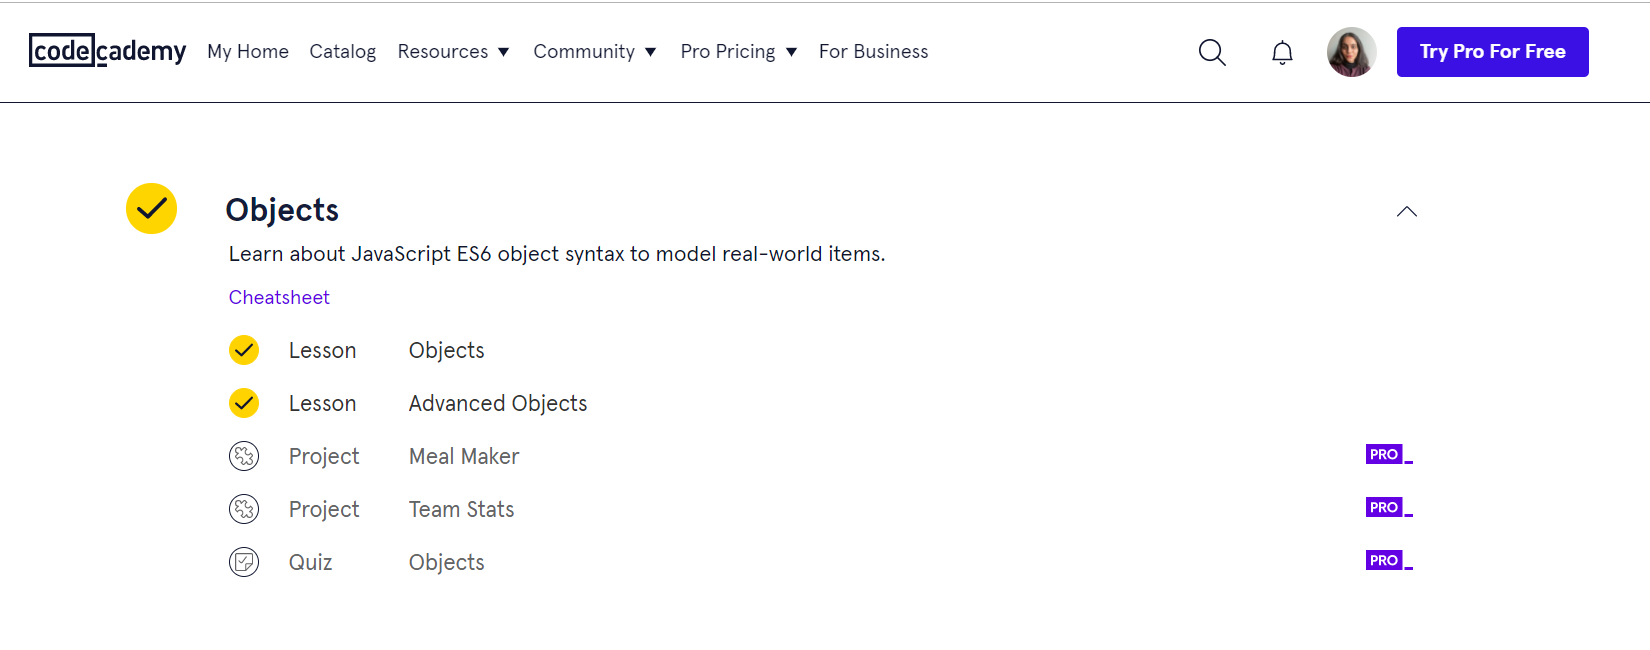 codecademy My Home Catalog Resources Community Pro Pricing For Business Try Pro For Free
Objects
Learn about JavaScript ES6 object syntax to model real-world items.
Cheatsheet
Lesson Objects
Lesson Advanced Objects
Project Meal Maker PRO
Project Team Stats PRO
Quiz Objects PRO